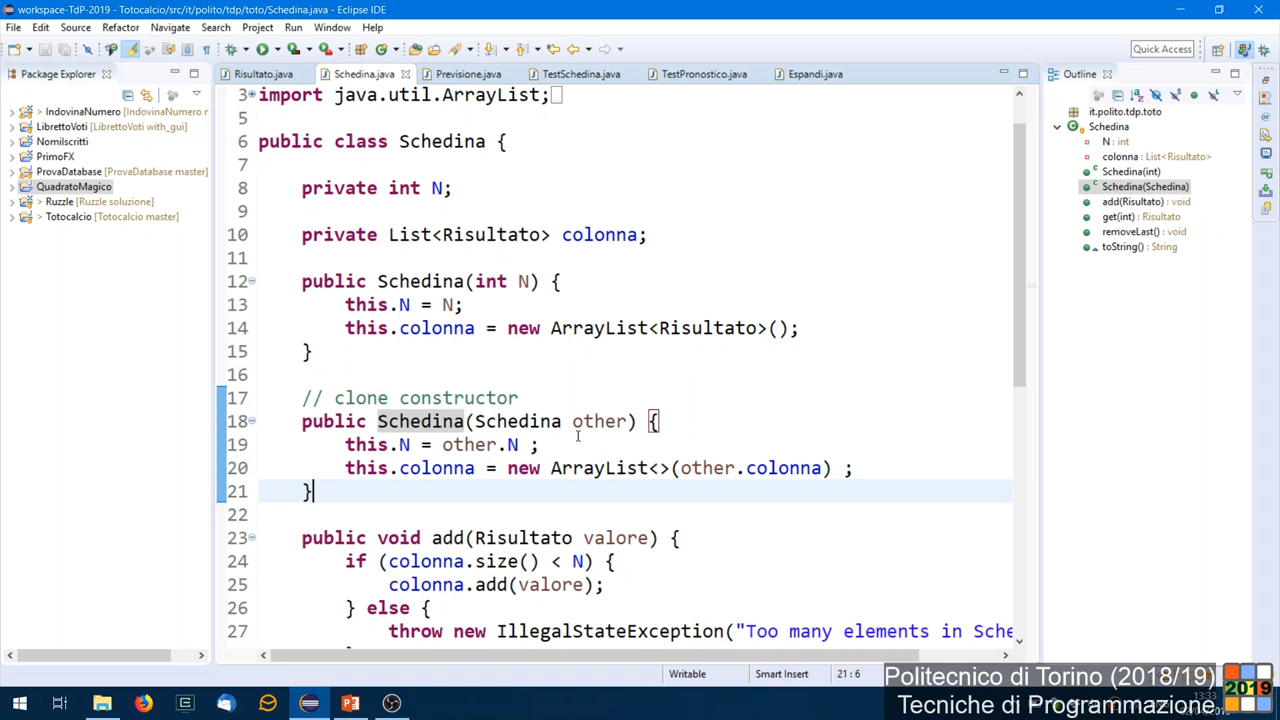 workspace-TdP-2019 - Totocalcio/src/it/polito/tdp/toto/Schedina.java - Eclipse IDE
File Edit Source Refactor Navigate Search Project Run Window Help
Quick Access
Package Explorer
> IndovinaNumero [IndovinaNumero m
LibrettoVoti [LibrettoVoti with_gui]
NomiIscritti
PrimoFX
ProvaDatabase [ProvaDatabase master]
QuadratoMagico
> Ruzzle [Ruzzle soluzione]
> Totocalcio [Totocalcio master]
Risultato.java Schedina.java Previsione.java TestSchedina.java TestPronostico.java Espandi.java
3 import java.util.ArrayList;
5
6 public class Schedina {
7
8 private int N;
9
10 private List<Risultato> colonna;
11
12 public Schedina(int N) {
13 this.N = N;
14 this.colonna = new ArrayList<Risultato>();
15 }
16
17 // clone constructor
18 public Schedina(Schedina other) {
19 this.N = other.N ;
20 this.colonna = new ArrayList<>(other.colonna) ;
21 }
22
23 public void add(Risultato valore) {
24 if (colonna.size() < N) {
25 colonna.add(valore);
26 } else {
27 throw new IllegalStateException("Too many elements in Sche
Outline
it.polito.tdp.toto
Schedina
N : int
colonna : List<Risultato>
Schedina(int)
Schedina(Schedina)
add(Risultato) : void
get(int) : Risultato
removeLast() : void
toString() : String
Writable Smart Insert 21 : 6
Politecnico di Torino (2018/19)
Tecniche di Programmazione
2019
13:33